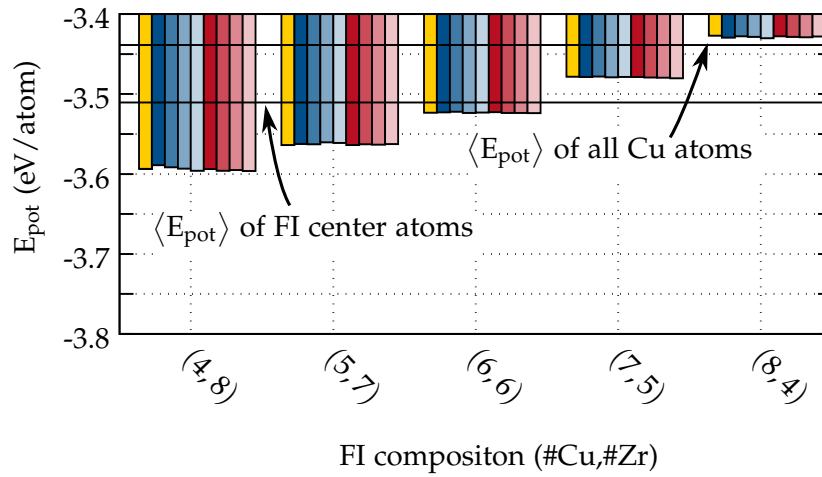 -3.4
-3.5
-3.6
-3.7
-3.8
E_pot (eV/atom)
⟨E_pot⟩ of all Cu atoms
⟨E_pot⟩ of FI center atoms
(4,8)
(5,7)
(6,6)
(7,5)
(8,4)
FI compositon (#Cu,#Zr)